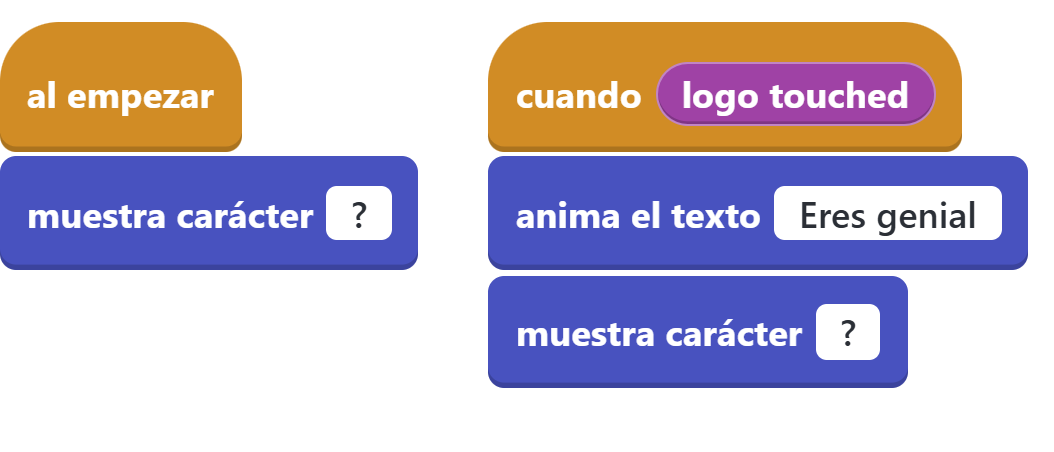 al empezar
muestra carácter ?
cuando logo touched
anima el texto Eres genial
muestra carácter ?